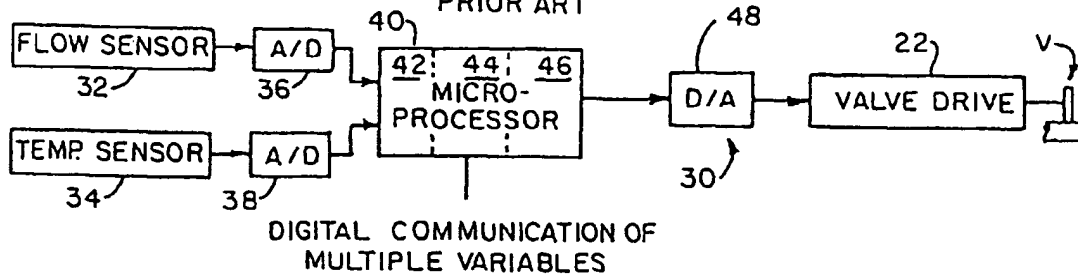 PRIOR ART
40
48
FLOW SENSOR
A/D
42 44 46
22
V
32
36
MICRO-
PROCESSOR
D/A
VALVE DRIVE
TEMP. SENSOR
A/D
34
38
30
DIGITAL COMMUNICATION OF
MULTIPLE VARIABLES